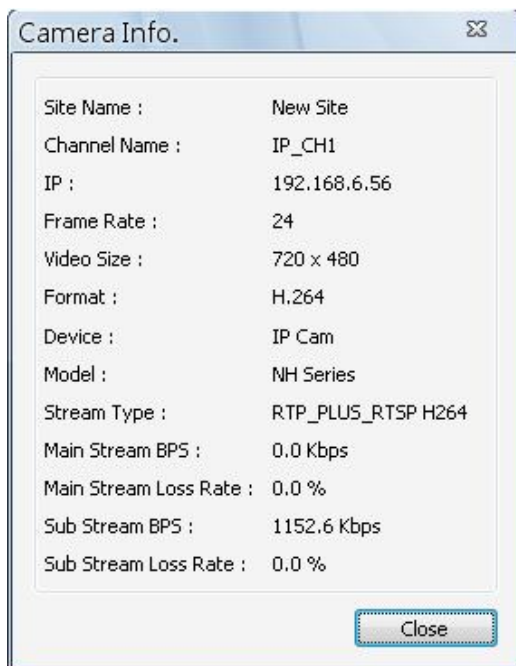 Camera Info.
Site Name : New Site
Channel Name : IP_CH1
IP : 192.168.6.56
Frame Rate : 24
Video Size : 720 x 480
Format : H.264
Device : IP Cam
Model : NH Series
Stream Type : RTP_PLUS_RTSP H264
Main Stream BPS : 0.0 Kbps
Main Stream Loss Rate : 0.0 %
Sub Stream BPS : 1152.6 Kbps
Sub Stream Loss Rate : 0.0 %
Close